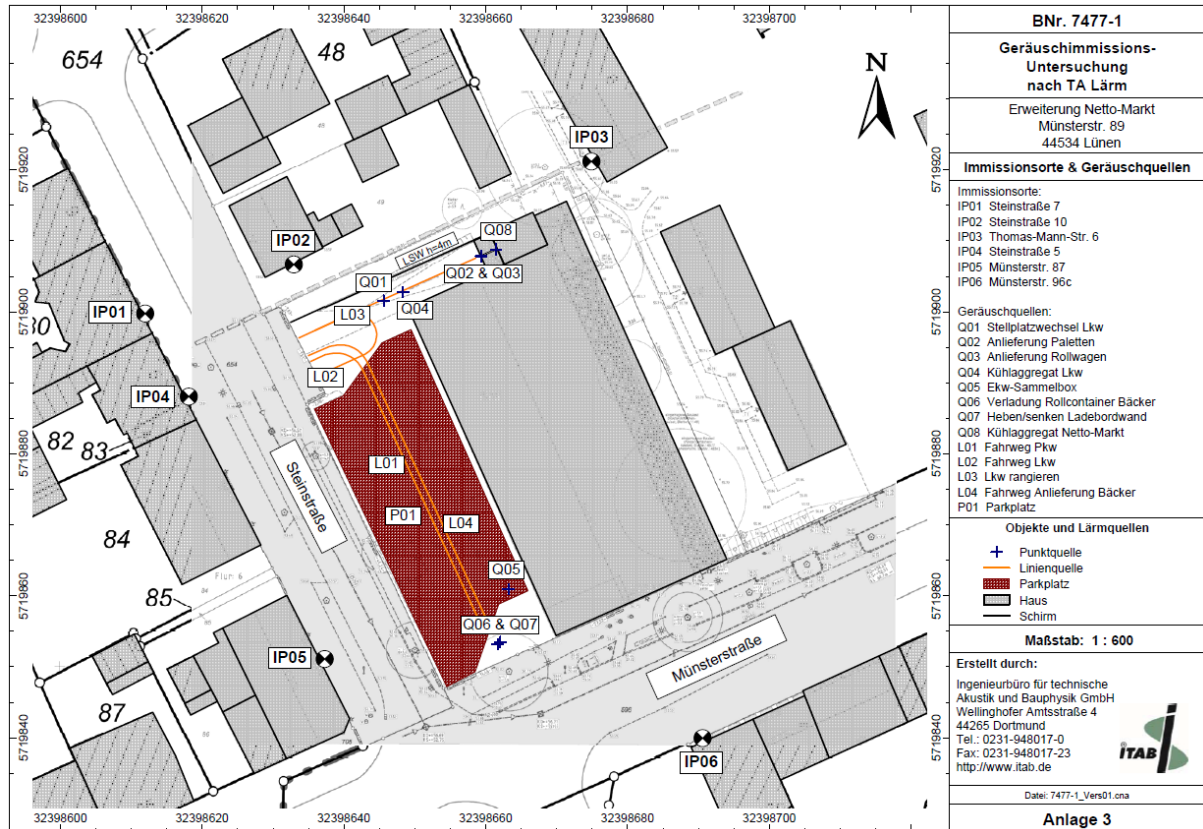 32398600
32398620
32398640
32398660
32398680
32398700
5719920
5719900
5719880
5719860
5719840
654
48
49
IP03
N
IP02
LSW h=4m
Q08
Q01
Q02 & Q03
IP01
L03
Q04
80
654
L02
IP04
82
83
Steinstraße
L01
P01
L04
84
Flur 6
85
Q05
Q06 & Q07
IP05
Münsterstraße
87
IP06
5719920
5719900
5719880
5719860
5719840
32398600
32398620
32398640
32398660
32398680
32398700
BNr. 7477-1
Geräuschimmissions-
Untersuchung
nach TA Lärm
Erweiterung Netto-Markt
Münsterstr. 89
44534 Lünen
Immissionsorte & Geräuschquellen
Immissionsorte:
IP01 Steinstraße 7
IP02 Steinstraße 10
IP03 Thomas-Mann-Str. 6
IP04 Steinstraße 5
IP05 Münsterstr. 87
IP06 Münsterstr. 96c
Geräuschquellen:
Q01 Stellplatzwechsel Lkw
Q02 Anlieferung Paletten
Q03 Anlieferung Rollwagen
Q04 Kühlaggregat Lkw
Q05 Ekw-Sammelbox
Q06 Verladung Rollcontainer Bäcker
Q07 Heben/senken Ladebordwand
Q08 Kühlaggregat Netto-Markt
L01 Fahrweg Pkw
L02 Fahrweg Lkw
L03 Lkw rangieren
L04 Fahrweg Anlieferung Bäcker
P01 Parkplatz
Objekte und Lärmquellen
Punktquelle
Linienquelle
Parkplatz
Haus
Schirm
Maßstab: 1 : 600
Erstellt durch:
Ingenieurbüro für technische
Akustik und Bauphysik GmbH
Wellinghofer Amtsstraße 4
44265 Dortmund
Tel.: 0231-948017-0
Fax: 0231-948017-23
http://www.itab.de
iTAB
Datei: 7477-1_Vers01.cna
Anlage 3